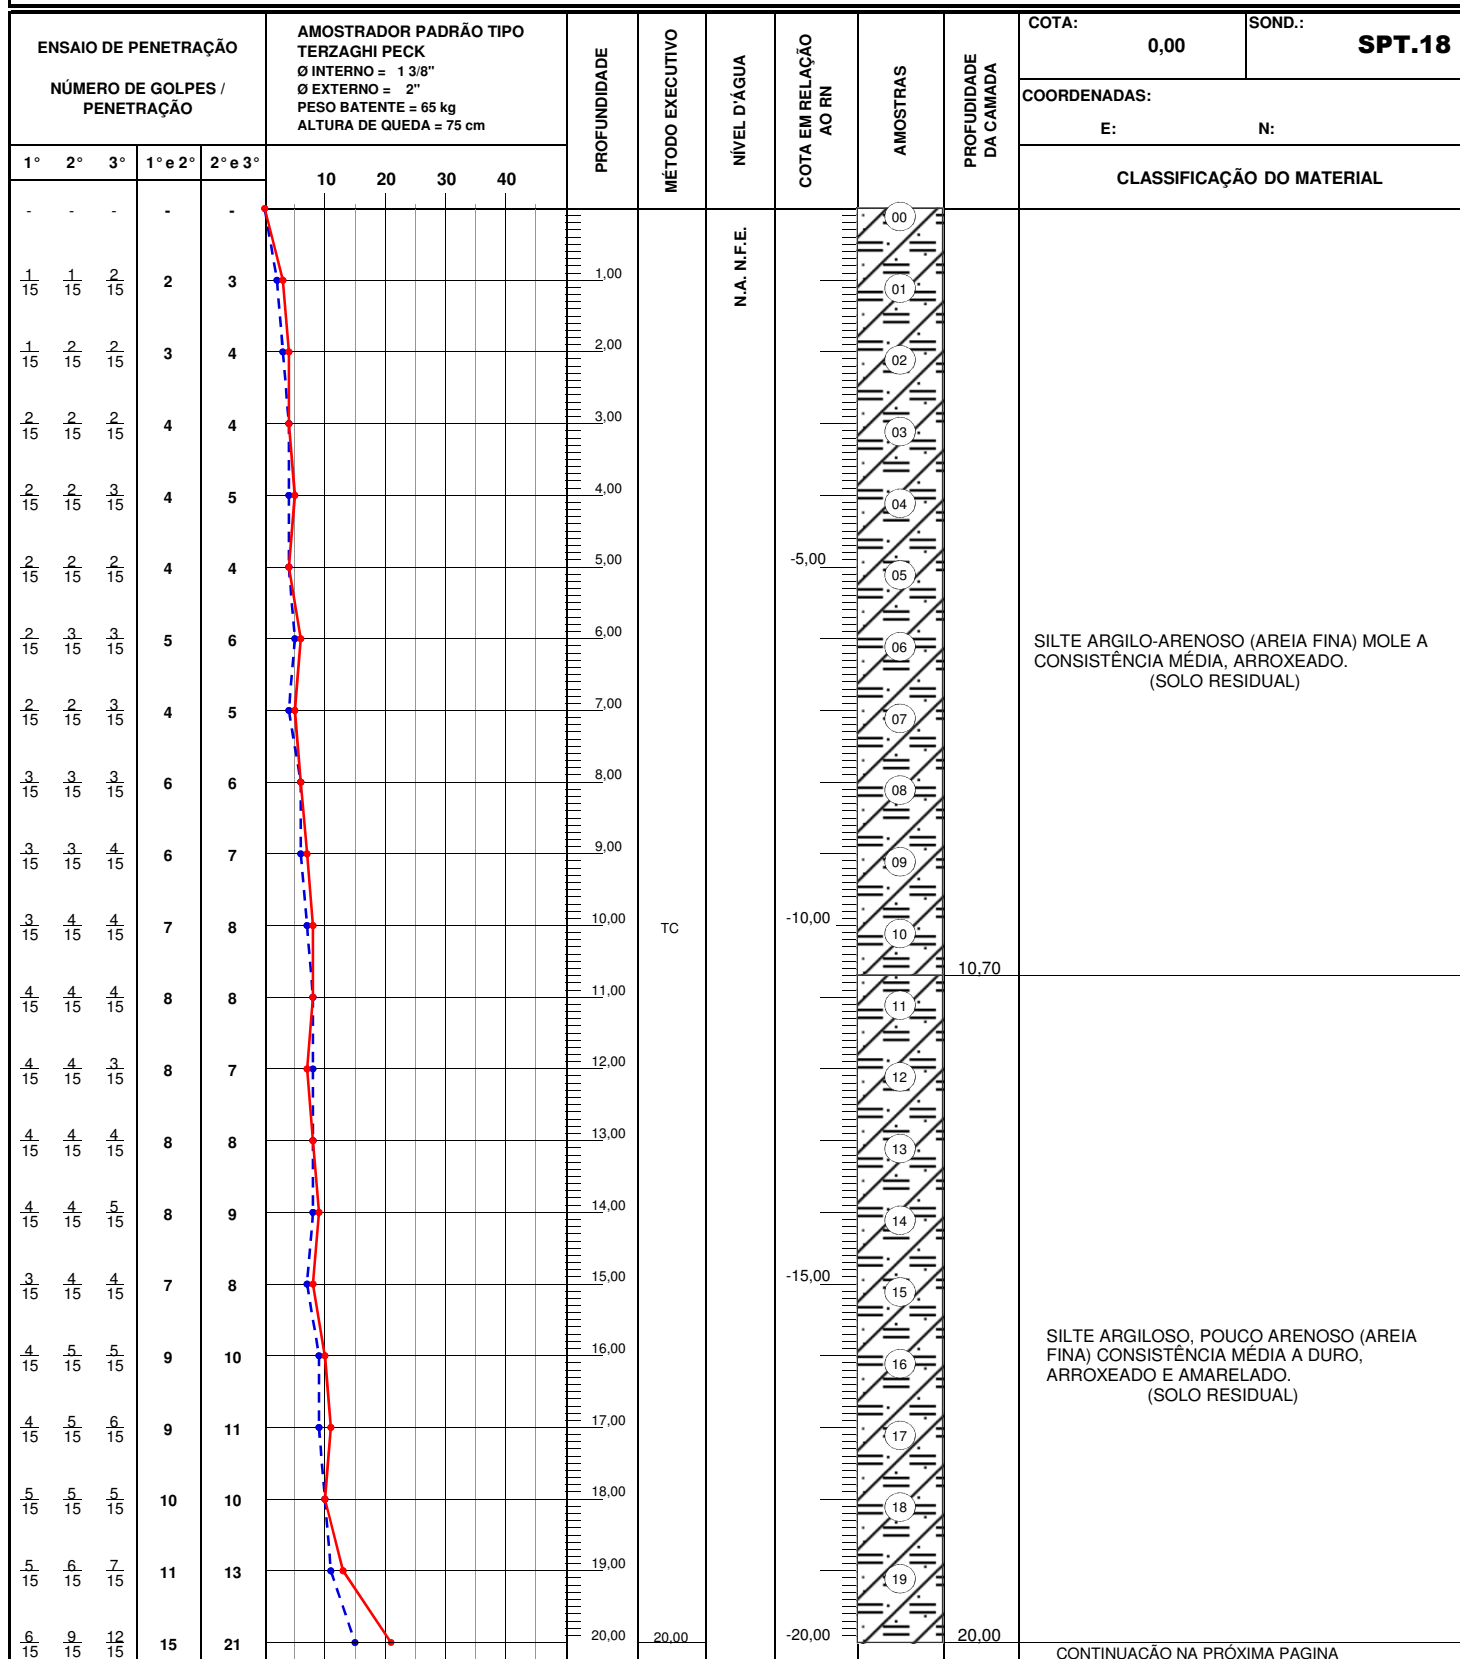 ENSAIO DE PENETRAÇÃO
NÚMERO DE GOLPES /
PENETRAÇÃO
AMOSTRADOR PADRÃO TIPO
TERZAGHI PECK
Ø INTERNO = 1 3/8"
Ø EXTERNO = 2"
PESO BATENTE = 65 kg
ALTURA DE QUEDA = 75 cm
PROFUNDIDADE
MÉTODO EXECUTIVO
NÍVEL D'ÁGUA
COTA EM RELAÇÃO
AO RN
AMOSTRAS
PROFUDIDADE
DA CAMADA
COTA:
0,00
SOND.:
SPT.18
COORDENADAS:
E: N:
CLASSIFICAÇÃO DO MATERIAL
1° 2° 3° 1° e 2° 2° e 3°
10 20 30 40
- - - - - 00
N.A. N.F.E.
1/15 1/15 2/15 2 3 1,00 01
1/15 2/15 2/15 3 4 2,00 02
2/15 2/15 2/15 4 4 3,00 03
2/15 2/15 3/15 4 5 4,00 04
2/15 2/15 2/15 4 4 5,00 -5,00 05
2/15 3/15 3/15 5 6 6,00 06
SILTE ARGILO-ARENOSO (AREIA FINA) MOLE A
CONSISTÊNCIA MÉDIA, ARROXEADO.
(SOLO RESIDUAL)
2/15 2/15 3/15 4 5 7,00 07
3/15 3/15 3/15 6 6 8,00 08
3/15 3/15 4/15 6 7 9,00 09
3/15 4/15 4/15 7 8 10,00 TC -10,00 10
10,70
4/15 4/15 4/15 8 8 11,00 11
4/15 4/15 3/15 8 7 12,00 12
4/15 4/15 4/15 8 8 13,00 13
4/15 4/15 5/15 8 9 14,00 14
3/15 4/15 4/15 7 8 15,00 -15,00 15
4/15 5/15 5/15 9 10 16,00 16
SILTE ARGILOSO, POUCO ARENOSO (AREIA
FINA) CONSISTÊNCIA MÉDIA A DURO,
ARROXEADO E AMARELADO.
(SOLO RESIDUAL)
4/15 5/15 6/15 9 11 17,00 17
5/15 5/15 5/15 10 10 18,00 18
5/15 6/15 7/15 11 13 19,00 19
6/15 9/15 12/15 15 21 20,00 20,00 -20,00 20,00
CONTINUAÇÃO NA PRÓXIMA PAGINA